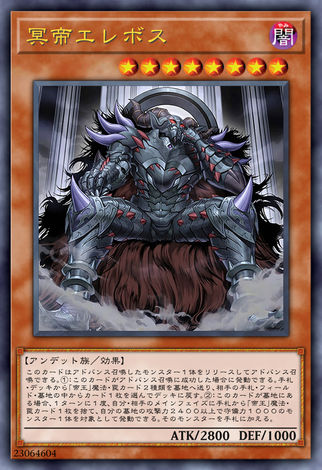 冥帝エレボス
やみ
闇
【アンデット族／効果】
このカードはアドバンス召喚したモンスター１体をリリースしてアドバンス
召喚できる。①：このカードがアドバンス召喚に成功した場合に発動できる。手札
・デッキから「帝王」魔法・罠カード２種類を墓地へ送り、相手の手札・フィール
ド・墓地の中からカード１枚を選んでデッキに戻す。②：このカードが墓地にあ
る場合、１ターンに１度、自分・相手のメインフェイズに手札から「帝王」魔法・
罠カード１枚を捨て、自分の墓地の攻撃力２４００以上で守備力１０００のモ
ンスター１体を対象として発動できる。そのモンスターを手札に加える。
ATK/2800 DEF/1000
23064604